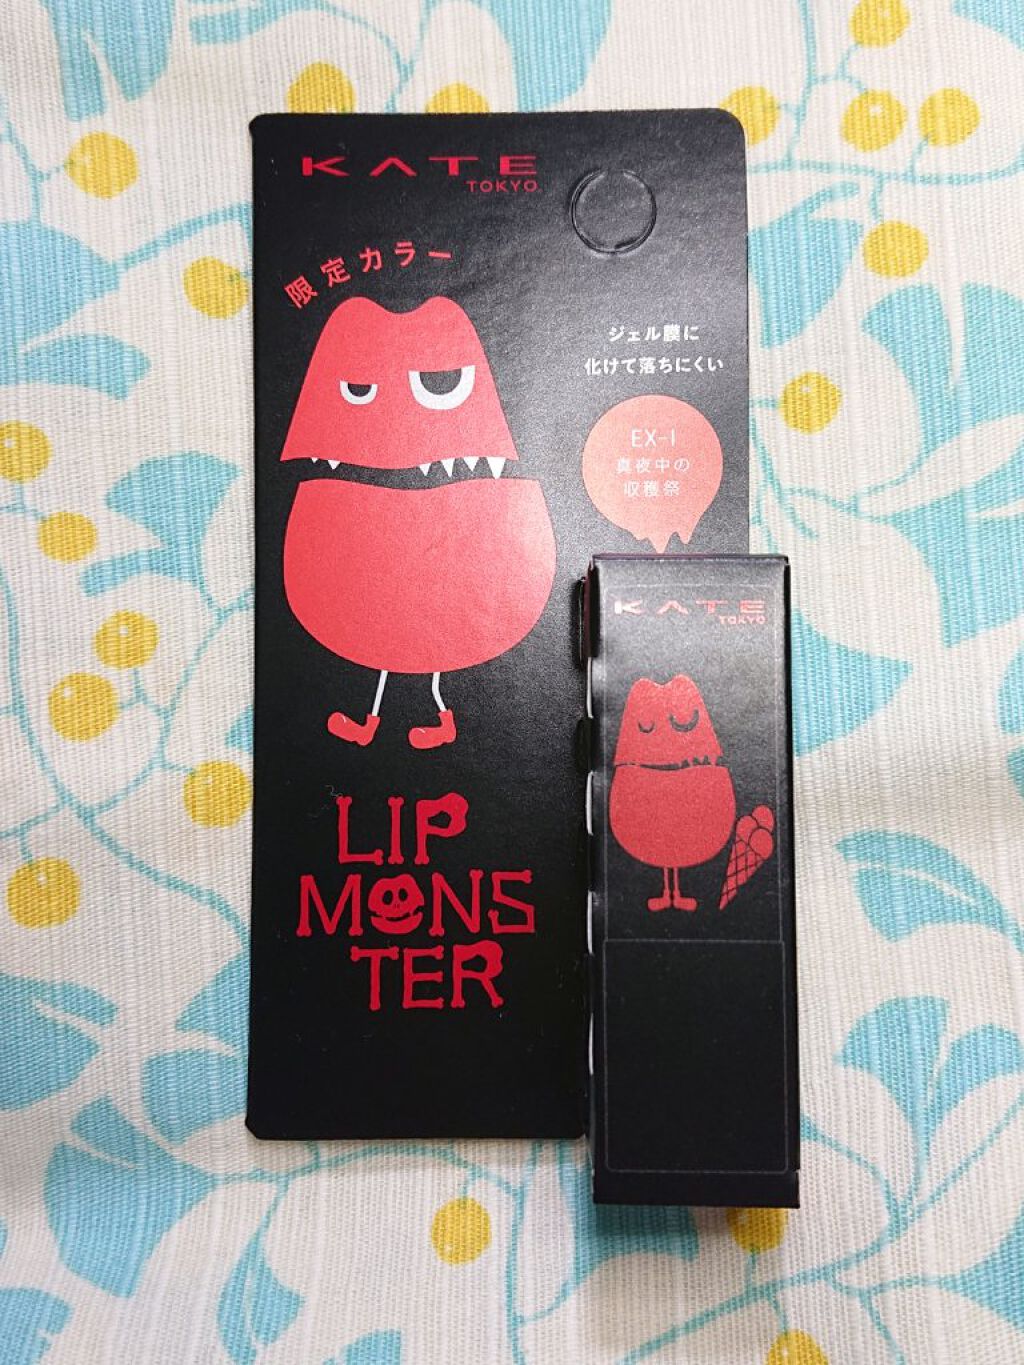 KATE
TOKYO
限定カラー
ジェル膜に
化けて落ちにくい
EX-1
真夜中の
収穫祭
LIP
MONS
TER
KATE
TOKYO